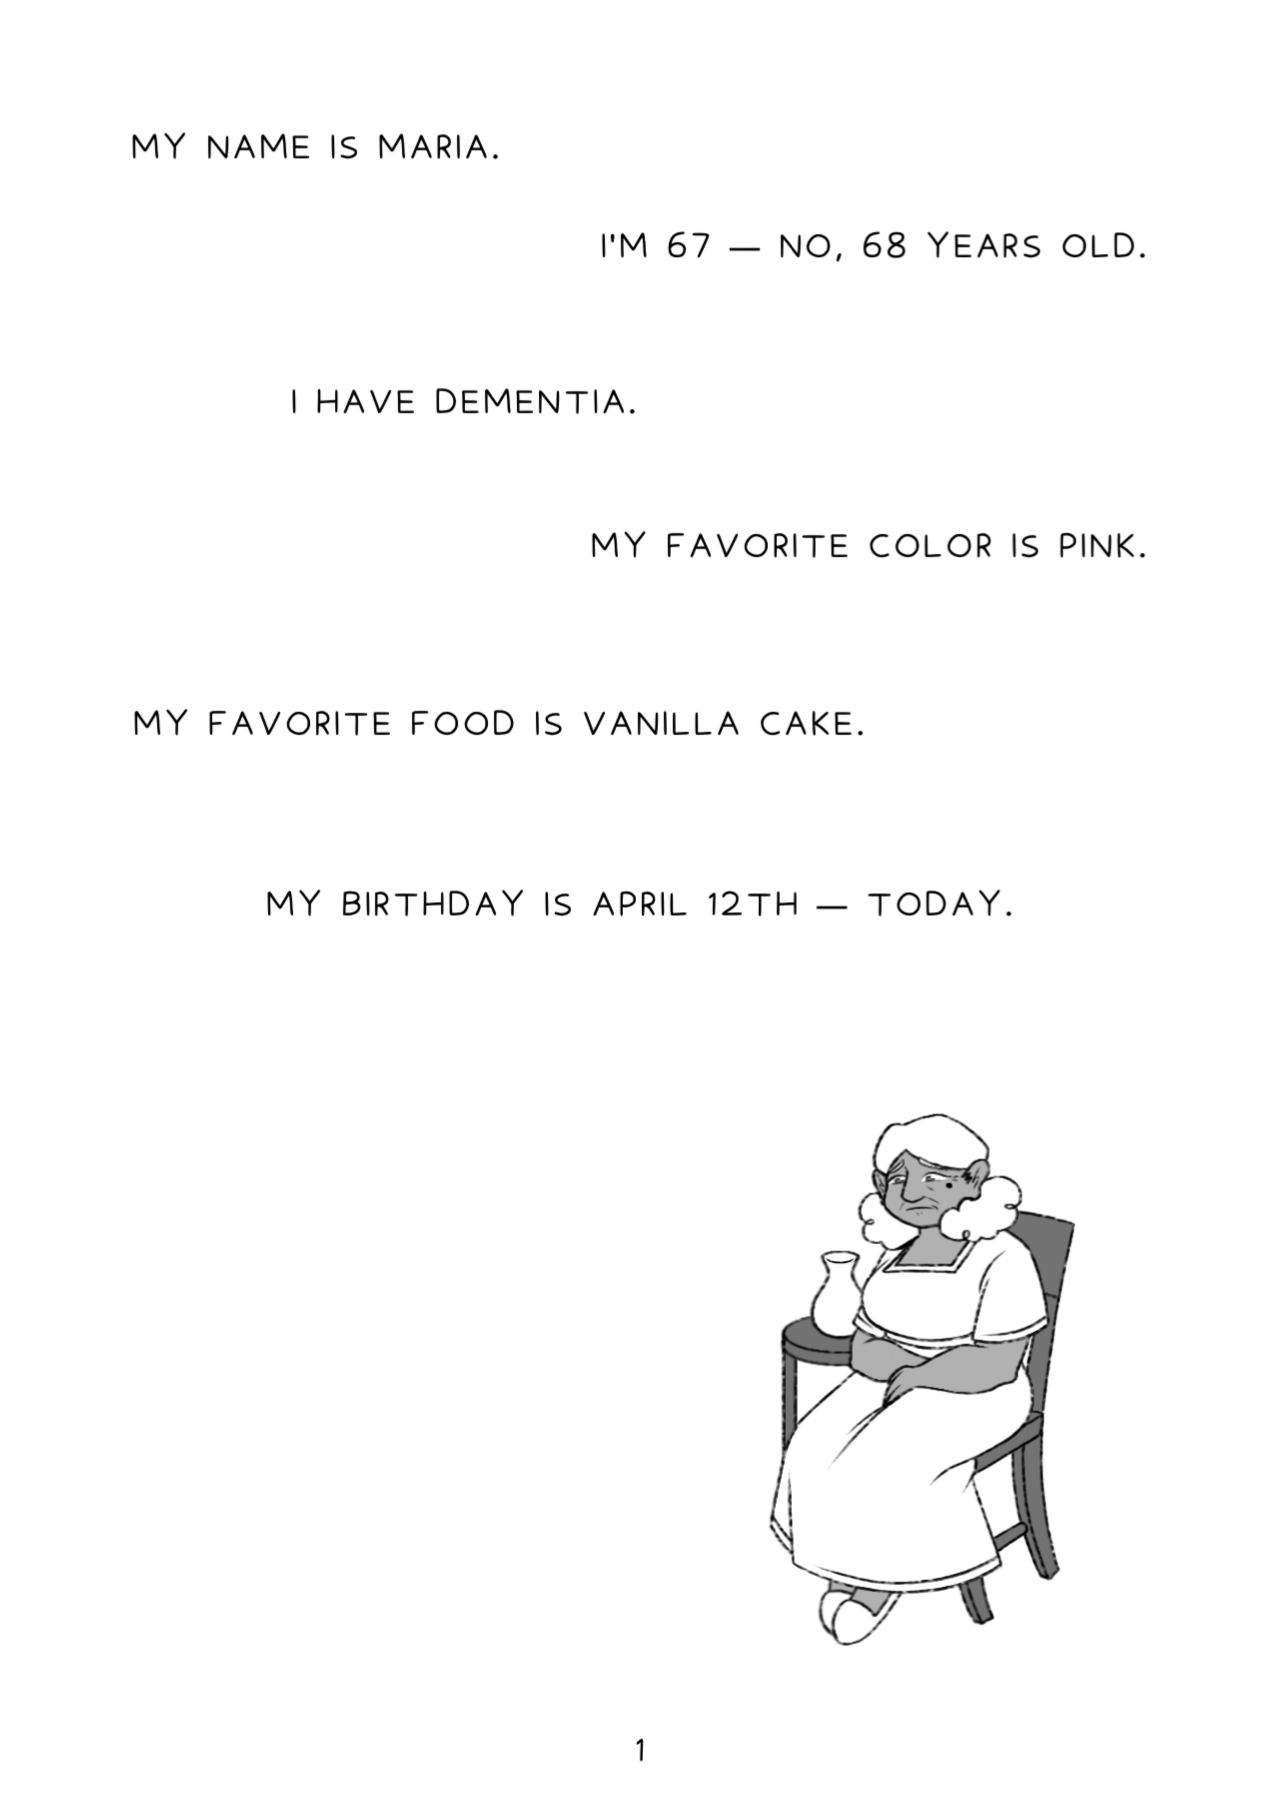 MY NAME IS MARIA.
I'M 67 — NO, 68 YEARS OLD.
I HAVE DEMENTIA.
MY FAVORITE COLOR IS PINK.
MY FAVORITE FOOD IS VANILLA CAKE.
MY BIRTHDAY IS APRIL 12TH — TODAY.
1